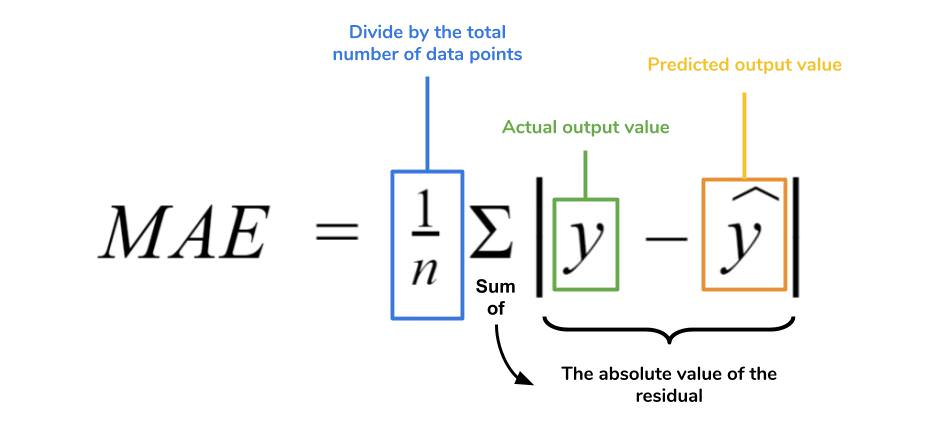 Divide by the total
number of data points
Predicted output value
Actual output value
MAE = 1/n Σ |y − ŷ|
Sum
of
The absolute value of the
residual